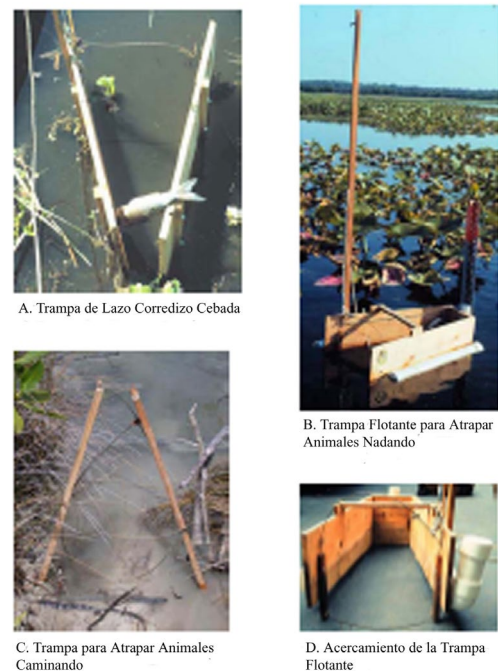 A. Trampa de Lazo Corredizo Cebada
B. Trampa Flotante para Atrapar
Animales Nadando
C. Trampa para Atrapar Animales
Caminando
D. Acercamiento de la Trampa
Flotante